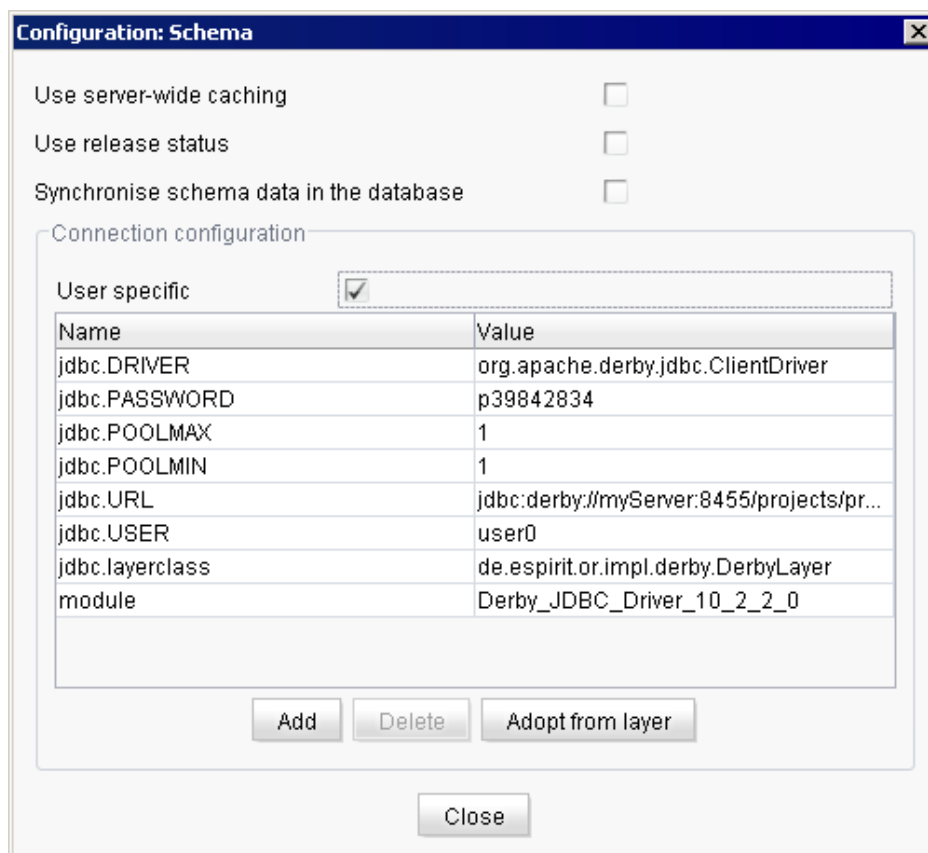 Configuration: Schema
Use server-wide caching
Use release status
Synchronise schema data in the database
Connection configuration
User specific
Name Value
jdbc.DRIVER org.apache.derby.jdbc.ClientDriver
jdbc.PASSWORD p39842834
jdbc.POOLMAX 1
jdbc.POOLMIN 1
jdbc.URL jdbc:derby://myServer:8455/projects/pr...
jdbc.USER user0
jdbc.layerclass de.espirit.or.impl.derby.DerbyLayer
module Derby_JDBC_Driver_10_2_2_0
Add Delete Adopt from layer
Close